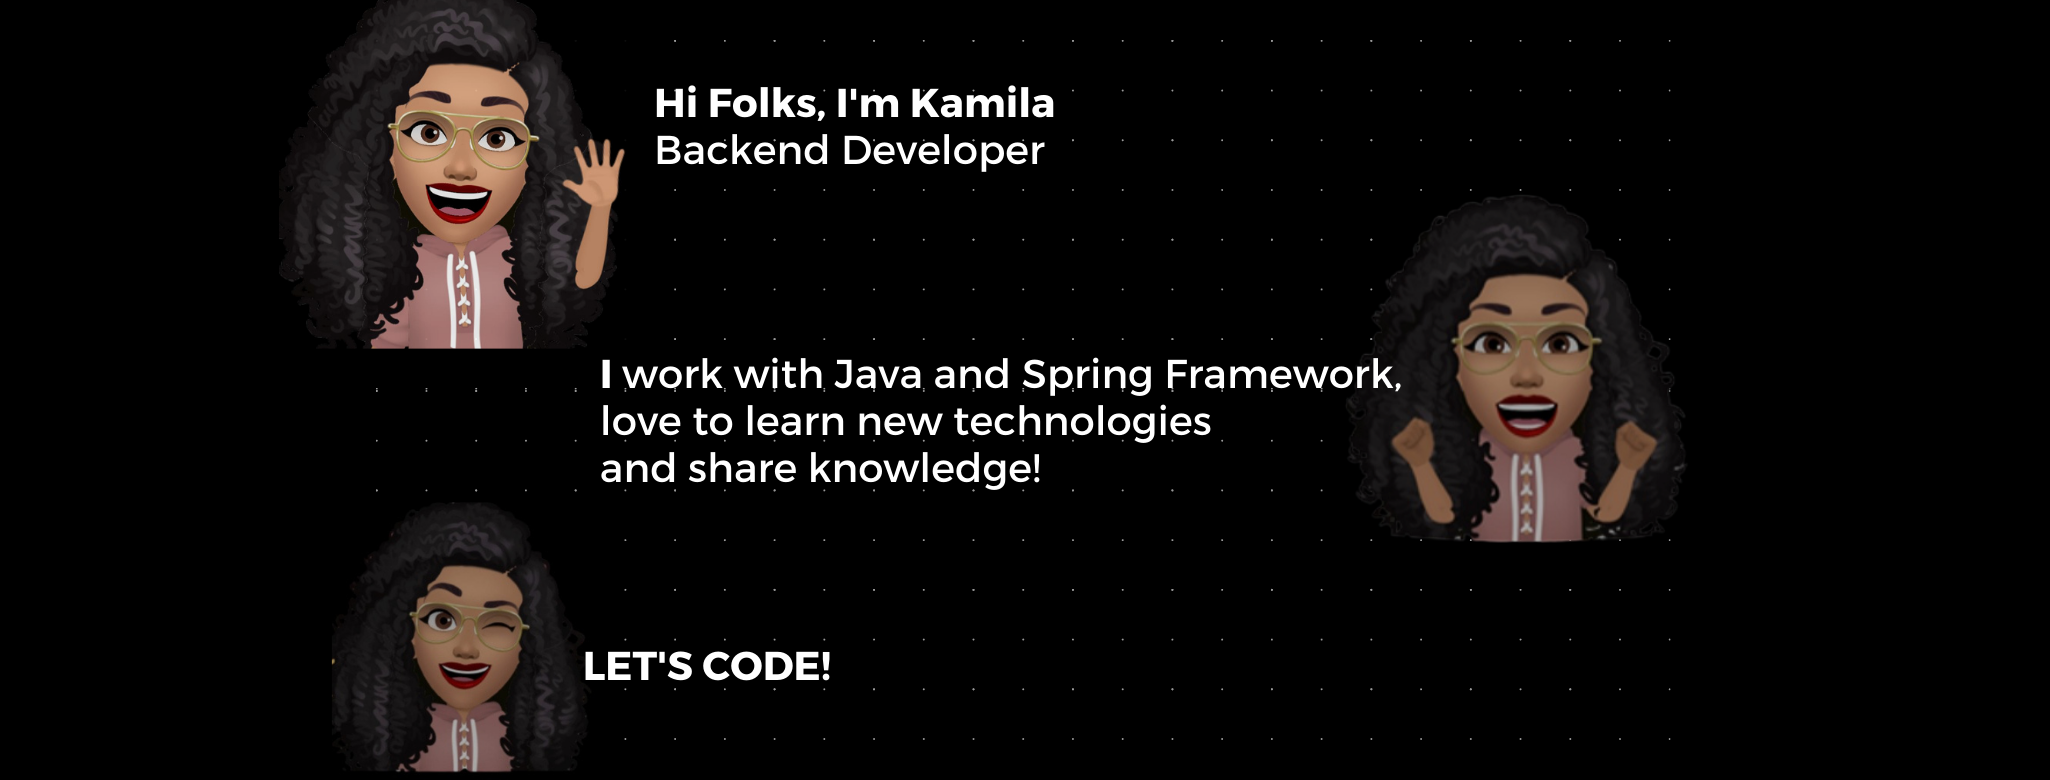 Hi Folks, I'm Kamila
Backend Developer
I work with Java and Spring Framework,
love to learn new technologies
and share knowledge!
LET'S CODE!